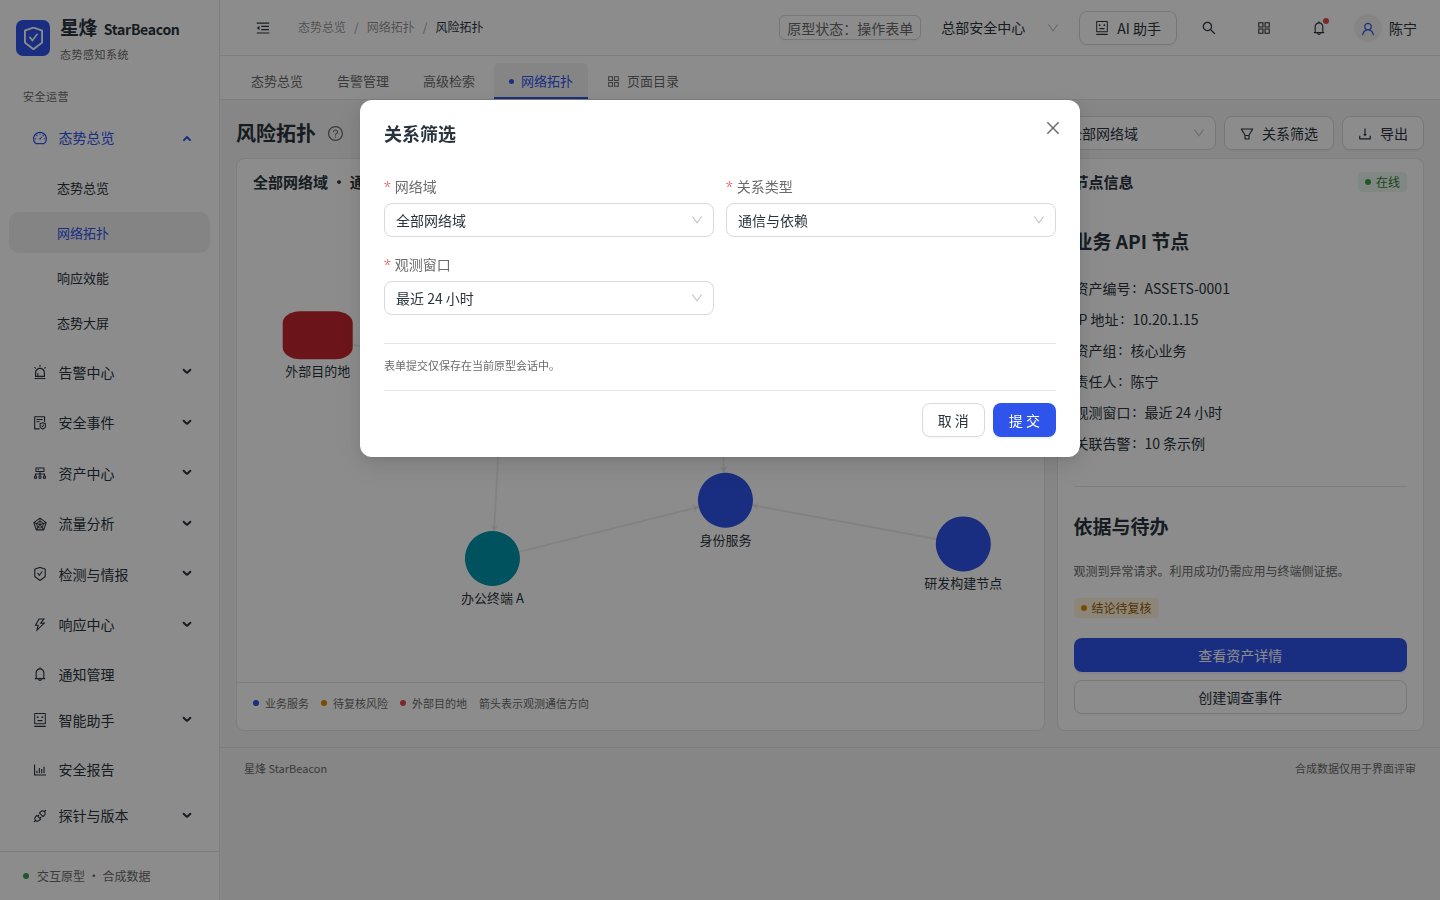 星烽 StarBeacon
态势感知系统
安全运营
态势总览
态势总览
网络拓扑
响应效能
态势大屏
告警中心
安全事件
资产中心
流量分析
检测与情报
响应中心
通知管理
智能助手
安全报告
探针与版本
交互原型 · 合成数据
态势总览 / 网络拓扑 / 风险拓扑
原型状态：操作表单
总部安全中心
AI 助手
陈宁
态势总览
告警管理
高级检索
网络拓扑
页面目录
风险拓扑
部网络域
关系筛选
导出
全部网络域 · 通
外部目的地
身份服务
办公终端 A
研发构建节点
业务服务
待复核风险
外部目的地
箭头表示观测通信方向
关系筛选
* 网络域
全部网络域
* 关系类型
通信与依赖
* 观测窗口
最近 24 小时
表单提交仅保存在当前原型会话中。
取 消
提 交
节点信息
在线
业务 API 节点
资产编号：ASSETS-0001
IP 地址：10.20.1.15
资产组：核心业务
责任人：陈宁
观测窗口：最近 24 小时
关联告警：10 条示例
依据与待办
观测到异常请求。利用成功仍需应用与终端侧证据。
结论待复核
查看资产详情
创建调查事件
星烽 StarBeacon
合成数据仅用于界面评审